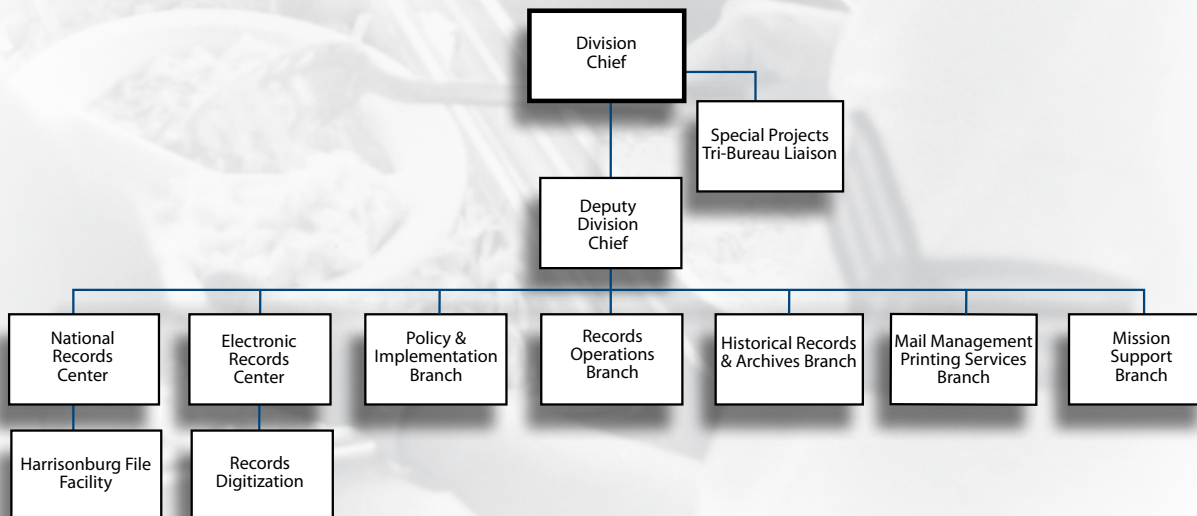 Division
Chief
Special Projects
Tri-Bureau Liaison
Deputy
Division
Chief
National
Records
Center
Electronic
Records
Center
Policy &
Implementation
Branch
Records
Operations
Branch
Historical Records
& Archives Branch
Mail Management
Printing Services
Branch
Mission
Support
Branch
Harrisonburg File
Facility
Records
Digitization